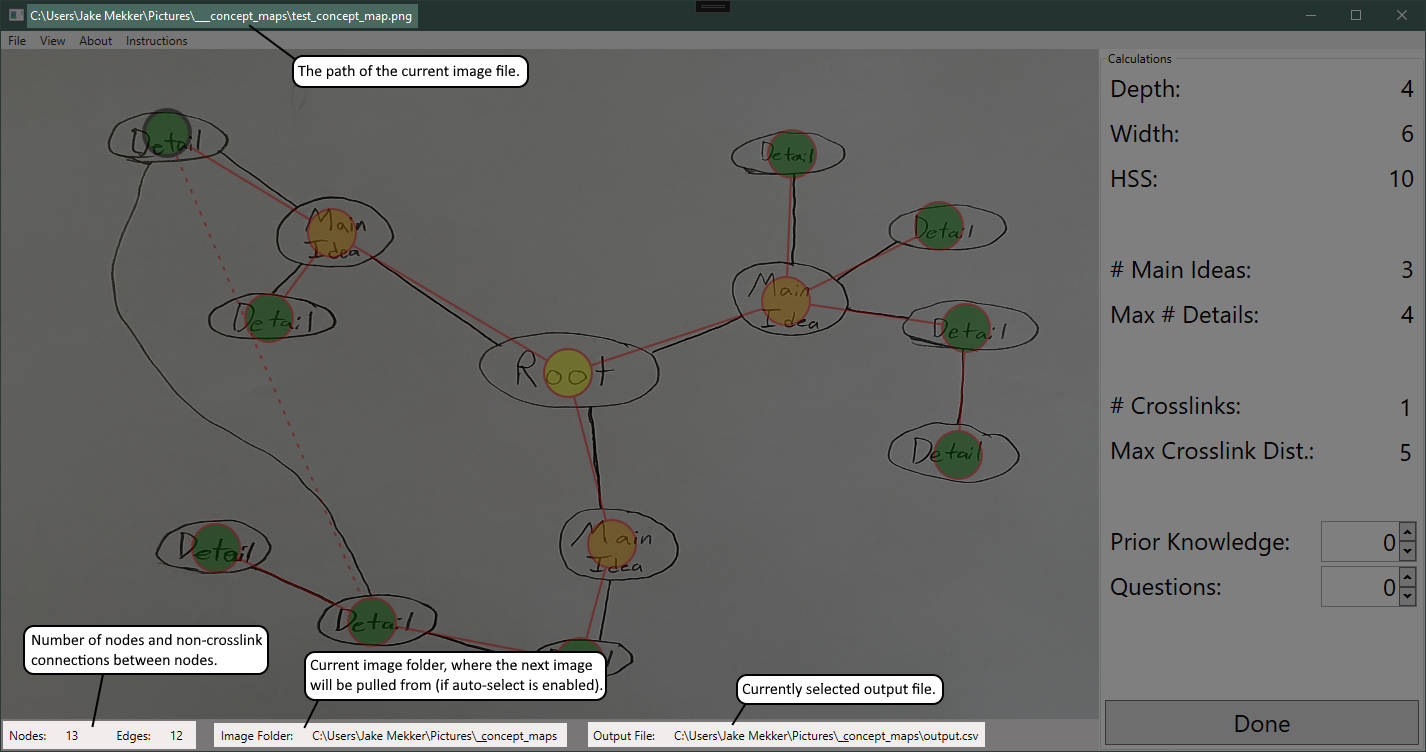 C:\Users\Jake Mekker\Pictures\__concept_maps\test_concept_map.png
File View About Instructions
The path of the current image file.
Calculations
Depth: 4
Width: 6
HSS: 10
# Main Ideas: 3
Max # Details: 4
# Crosslinks: 1
Max Crosslink Dist.: 5
Prior Knowledge: 0
Questions: 0
Done
Detail
Main
Idea
Detail
Root
Detail
Detail
Main
Idea
Detail
Detail
Main
Idea
Detail
Detail
Number of nodes and non-crosslink
connections between nodes.
Current image folder, where the next image
will be pulled from (if auto-select is enabled).
Currently selected output file.
Nodes: 13 Edges: 12
Image Folder: C:\Users\Jake Mekker\Pictures\_concept_maps
Output File: C:\Users\Jake Mekker\Pictures\_concept_maps\output.csv